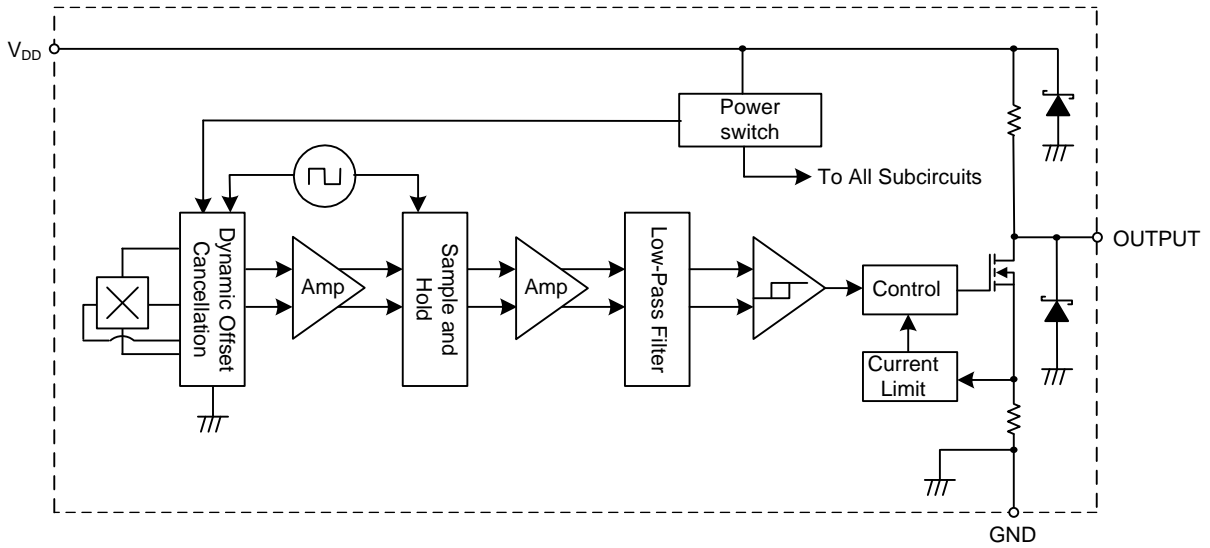 V_DD
Power
switch
To All Subcircuits
OUTPUT
Dynamic Offset
Cancellation
Amp
Sample and
Hold
Amp
Low-Pass Filter
Control
Current
Limit
GND